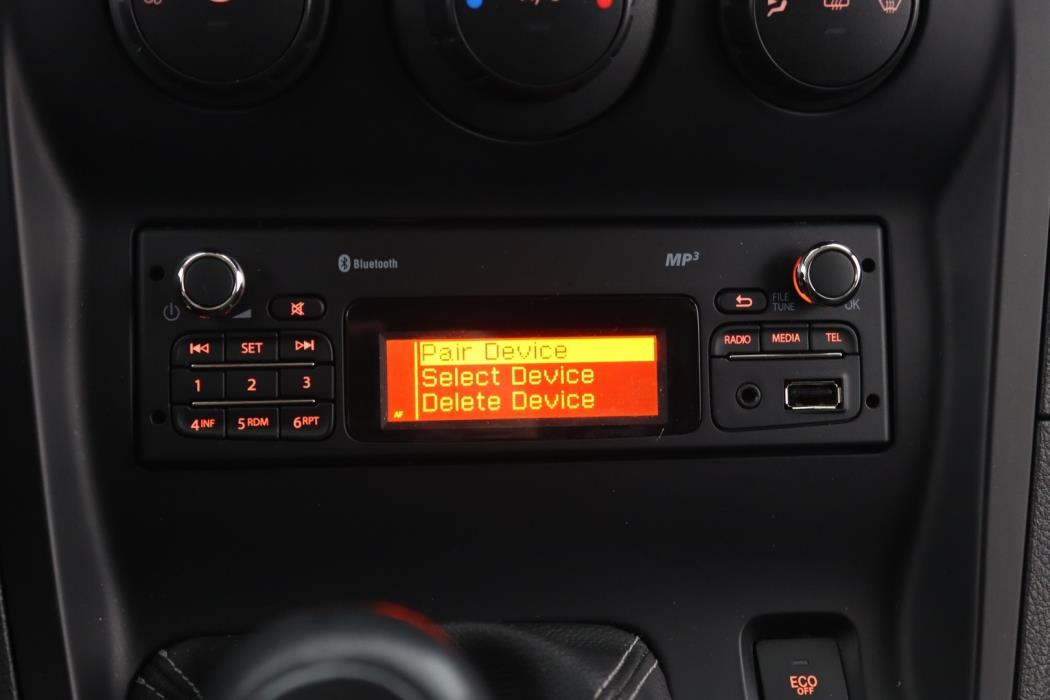 Bluetooth
MP3
FILE
TUNE
OK
SET
1
2
3
4INF
5RDM
6RPT
Pair Device
Select Device
Delete Device
AF
RADIO
MEDIA
TEL
ECO
OFF